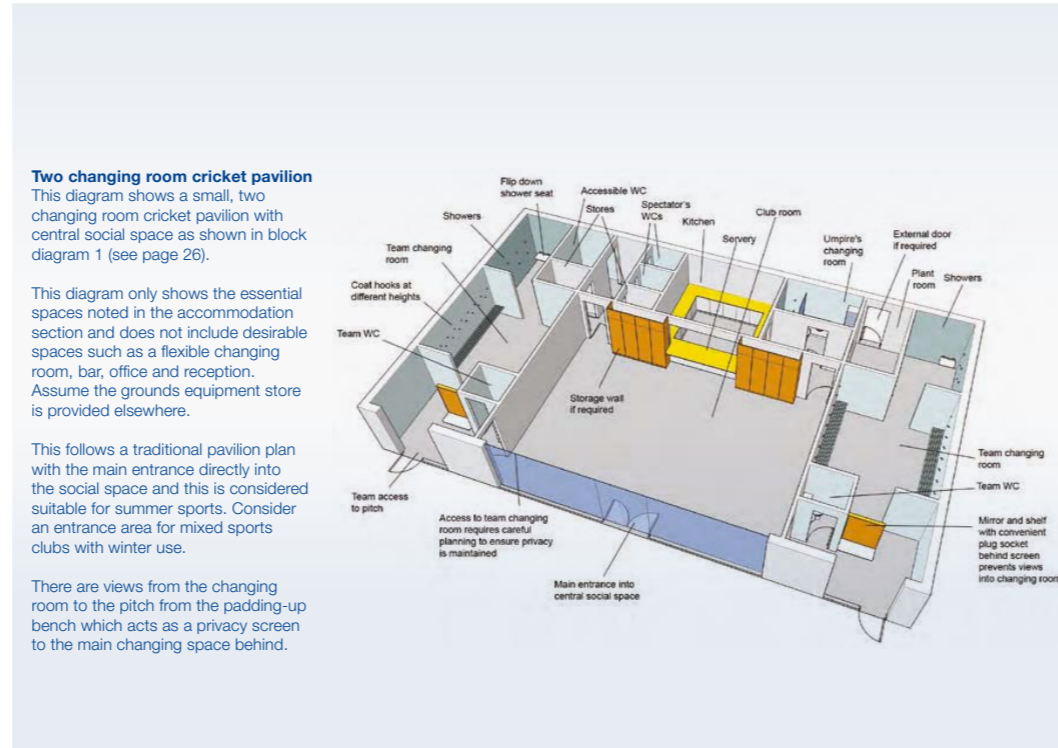 Two changing room cricket pavilion
This diagram shows a small, two
changing room cricket pavilion with
central social space as shown in block
diagram 1 (see page 26).
This diagram only shows the essential
spaces noted in the accommodation
section and does not include desirable
spaces such as a flexible changing
room, bar, office and reception.
Assume the grounds equipment store
is provided elsewhere.
This follows a traditional pavilion plan
with the main entrance directly into
the social space and this is considered
suitable for summer sports. Consider
an entrance area for mixed sports
clubs with winter use.
There are views from the changing
room to the pitch from the padding-up
bench which acts as a privacy screen
to the main changing space behind.
Flip down
shower seat
Accessible WC
Stores
Spectator's
WCs
Kitchen
Club room
Servery
Umpire's
changing
room
External door
if required
Plant
room
Showers
Showers
Team changing
room
Coat hooks at
different heights
Team WC
Storage wall
if required
Team access
to pitch
Access to team changing
room requires careful
planning to ensure privacy
is maintained
Main entrance into
central social space
Team changing
room
Team WC
Mirror and shelf
with convenient
plug socket
behind screen
prevents views
into changing room